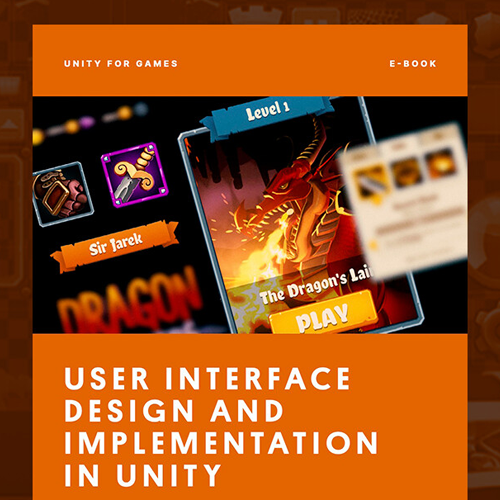 UNITY FOR GAMES
E-BOOK
Level 1
Sir Jarek
DRAGON
The Dragon's Lair
PLAY
USER INTERFACE
DESIGN AND
IMPLEMENTATION
IN UNITY